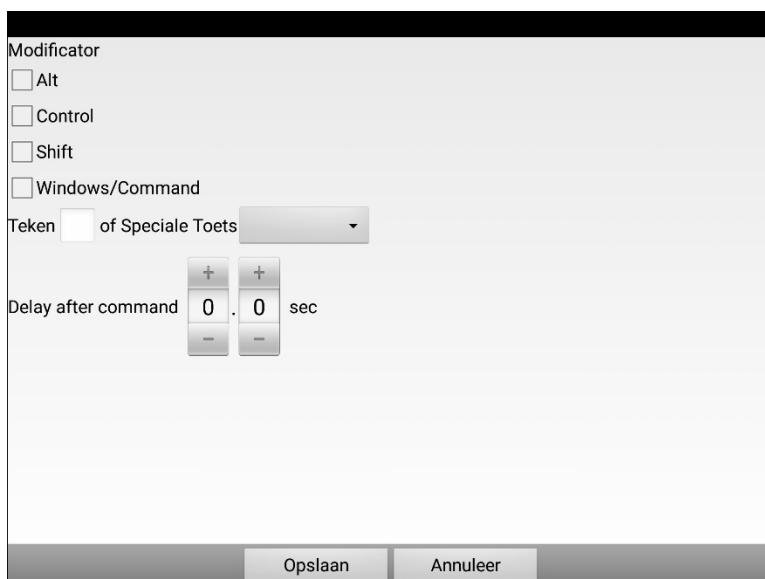 Modificator
Alt
Control
Shift
Windows/Command
Teken of Speciale Toets
+ +
Delay after command 0 . 0 sec
- -
Opslaan Annuleer